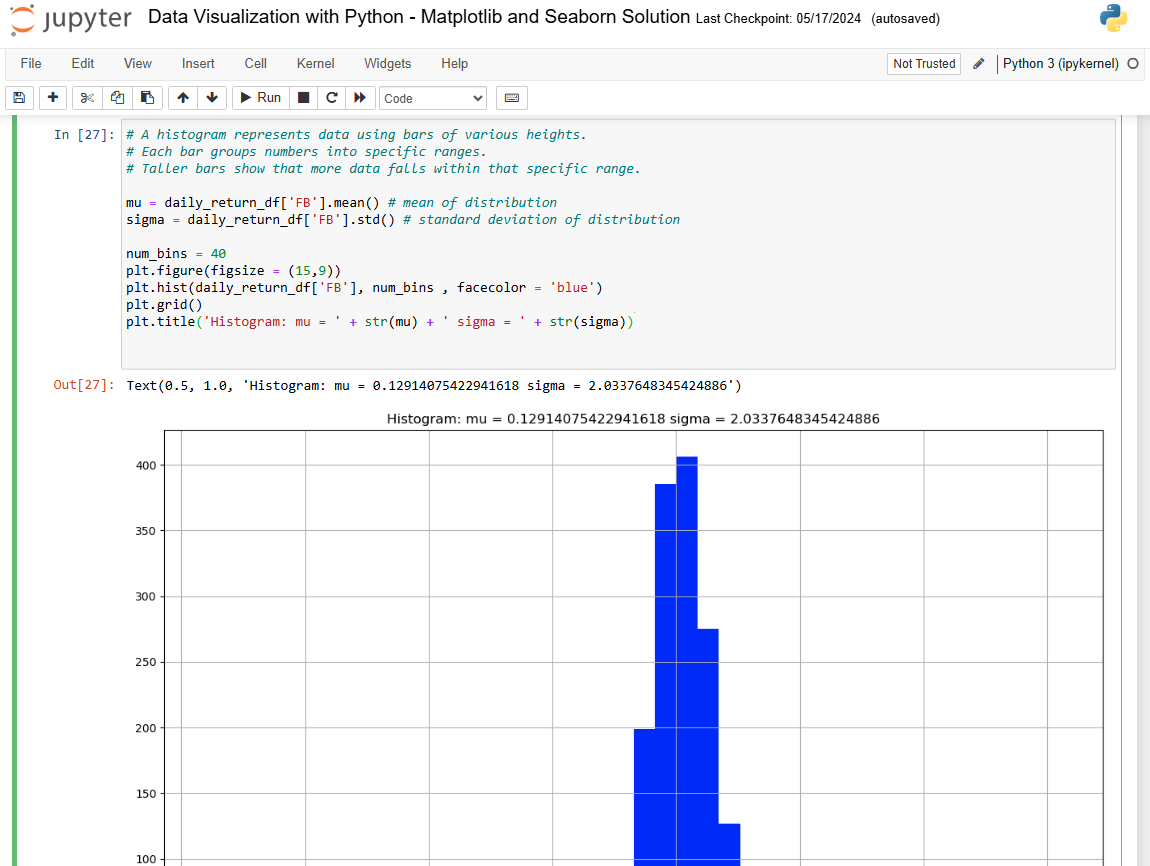 jupyter Data Visualization with Python - Matplotlib and Seaborn Solution Last Checkpoint: 05/17/2024 (autosaved)
File Edit View Insert Cell Kernel Widgets Help Not Trusted Python 3 (ipykernel)
Run Code
In [27]: # A histogram represents data using bars of various heights.
# Each bar groups numbers into specific ranges.
# Taller bars show that more data falls within that specific range.
mu = daily_return_df['FB'].mean() # mean of distribution
sigma = daily_return_df['FB'].std() # standard deviation of distribution
num_bins = 40
plt.figure(figsize = (15,9))
plt.hist(daily_return_df['FB'], num_bins , facecolor = 'blue')
plt.grid()
plt.title('Histogram: mu = ' + str(mu) + ' sigma = ' + str(sigma))
Out[27]: Text(0.5, 1.0, 'Histogram: mu = 0.12914075422941618 sigma = 2.0337648345424886')
Histogram: mu = 0.12914075422941618 sigma = 2.0337648345424886
400
350
300
250
200
150
100